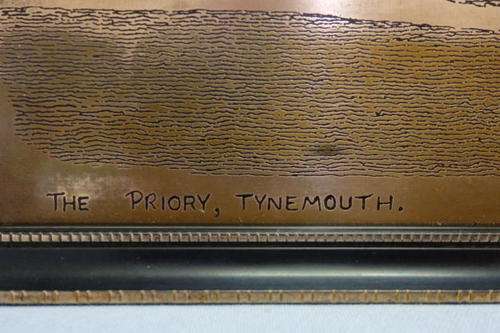 THE PRIORY, TYNEMOUTH.